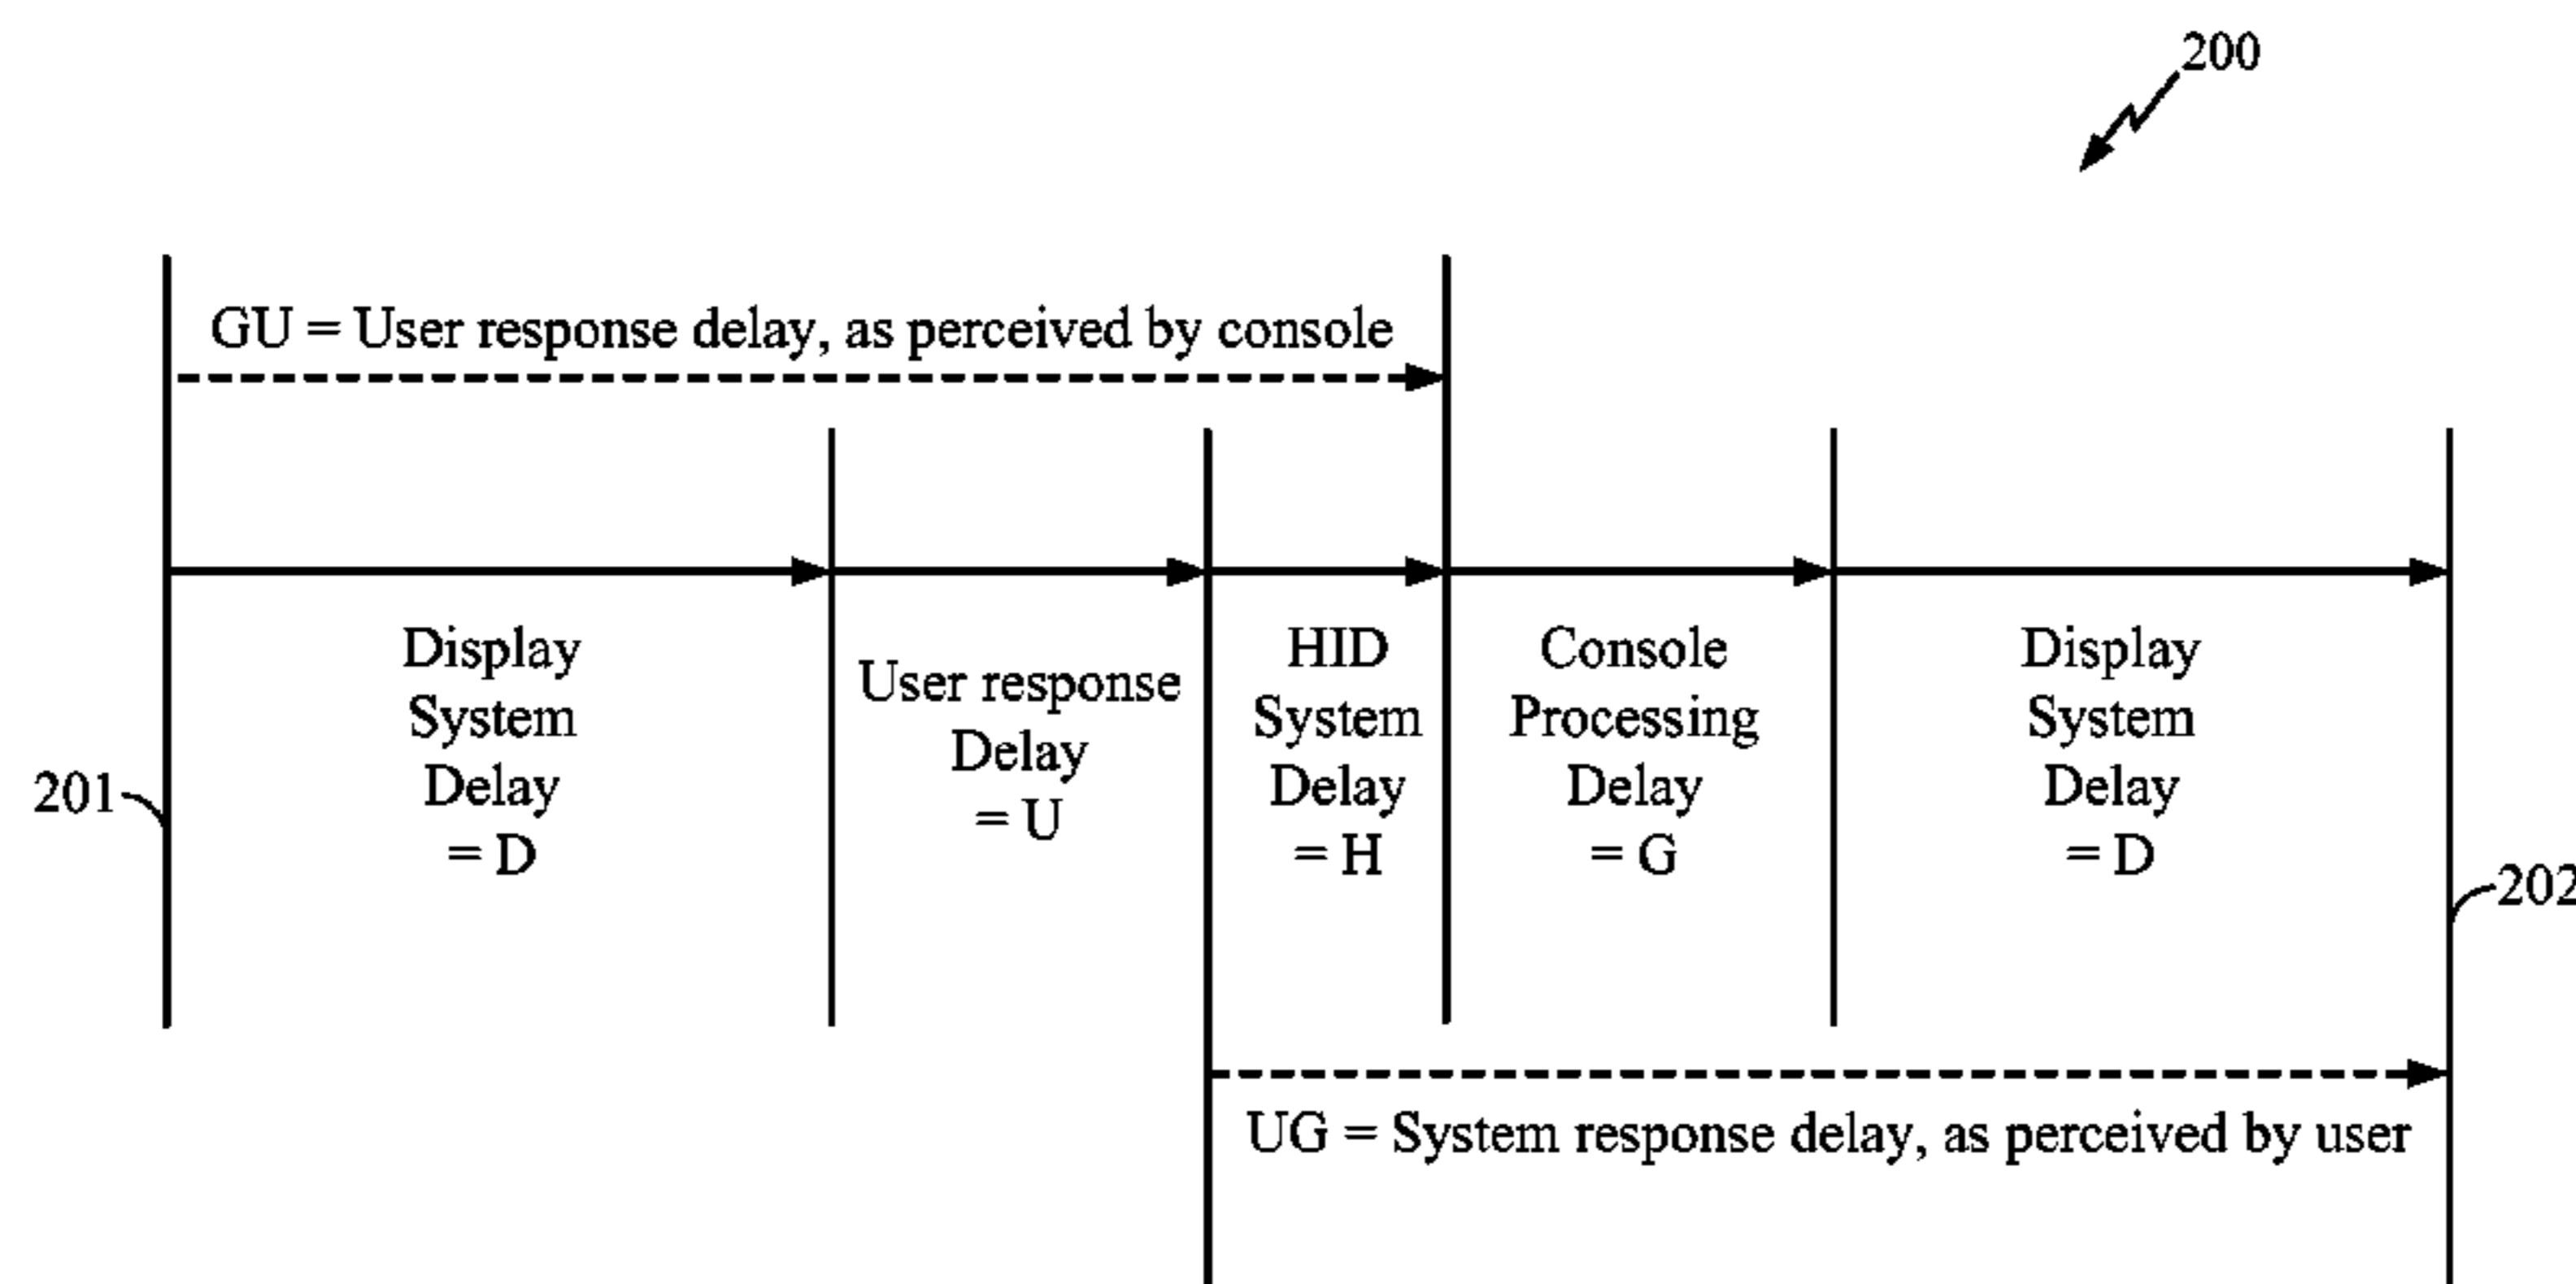 200
GU = User response delay, as perceived by console
Display
System
Delay
= D
User response
Delay
= U
HID
System
Delay
= H
Console
Processing
Delay
= G
Display
System
Delay
= D
201
202
UG = System response delay, as perceived by user